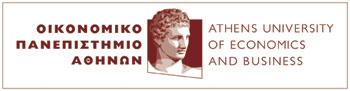 ΟΙΚΟΝΟΜΙΚΟ
ΠΑΝΕΠΙΣΤΗΜΙΟ
ΑΘΗΝΩΝ
ATHENS UNIVERSITY
OF ECONOMICS
AND BUSINESS